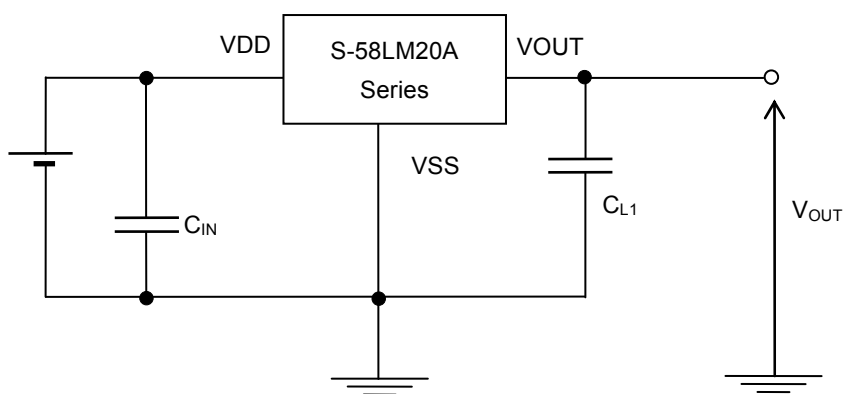 VDD
S-58LM20A
Series
VOUT
VSS
CIN
CL1
VOUT